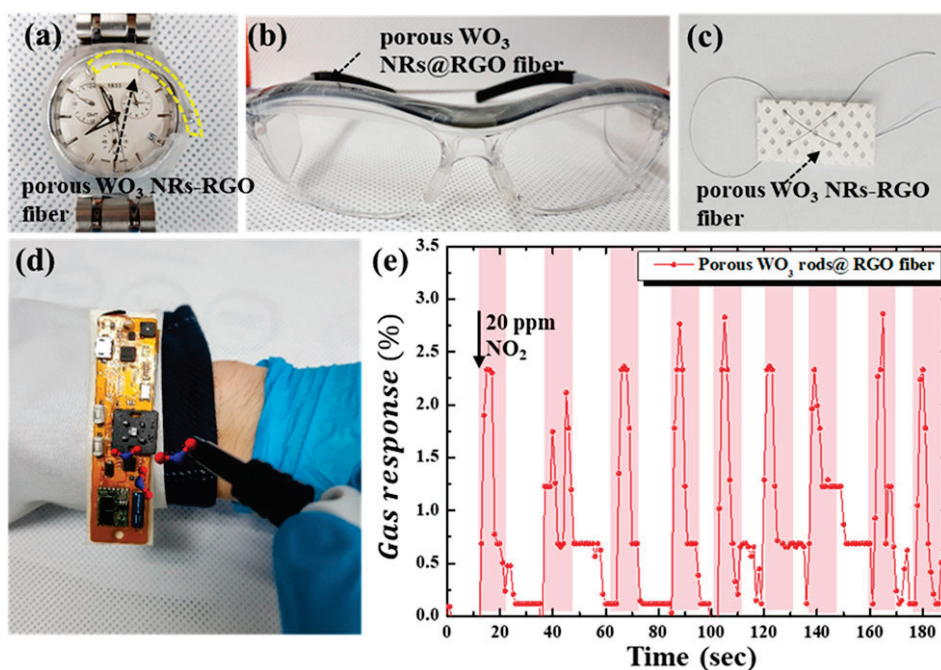 (a)
1853
porous WO₃ NRs-RGO
fiber
(b)
porous WO₃
NRs@RGO fiber
(c)
porous WO₃ NRs-RGO
fiber
(d)
(e)
3.5
3.0
2.5
2.0
1.5
1.0
0.5
0.0
Gas response (%)
Porous WO₃ rods@ RGO fiber
20 ppm
NO₂
0 20 40 60 80 100 120 140 160 180
Time (sec)